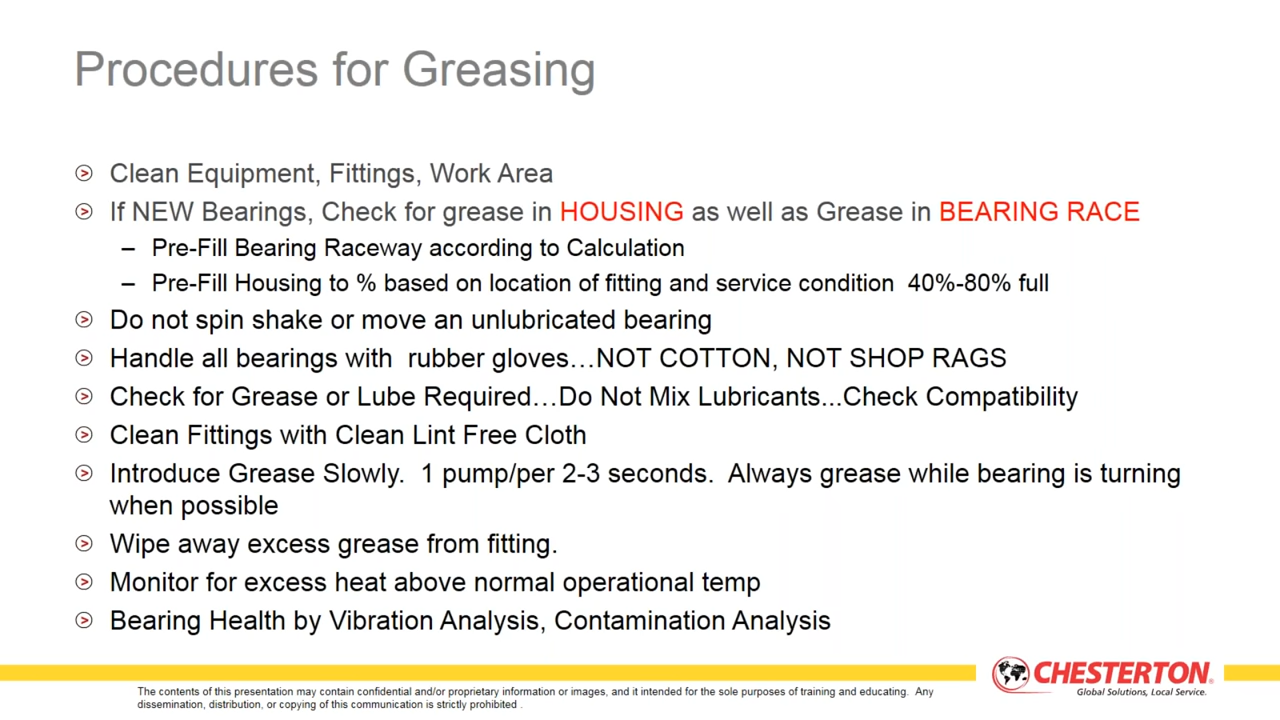 Procedures for Greasing
Clean Equipment, Fittings, Work Area
If NEW Bearings, Check for grease in HOUSING as well as Grease in BEARING RACE
– Pre-Fill Bearing Raceway according to Calculation
– Pre-Fill Housing to % based on location of fitting and service condition 40%-80% full
Do not spin shake or move an unlubricated bearing
Handle all bearings with rubber gloves…NOT COTTON, NOT SHOP RAGS
Check for Grease or Lube Required…Do Not Mix Lubricants...Check Compatibility
Clean Fittings with Clean Lint Free Cloth
Introduce Grease Slowly. 1 pump/per 2-3 seconds. Always grease while bearing is turning
when possible
Wipe away excess grease from fitting.
Monitor for excess heat above normal operational temp
Bearing Health by Vibration Analysis, Contamination Analysis
CHESTERTON®
Global Solutions, Local Service.
The contents of this presentation may contain confidential and/or proprietary information or images, and it intended for the sole purposes of training and educating. Any
dissemination, distribution, or copying of this communication is strictly prohibited .